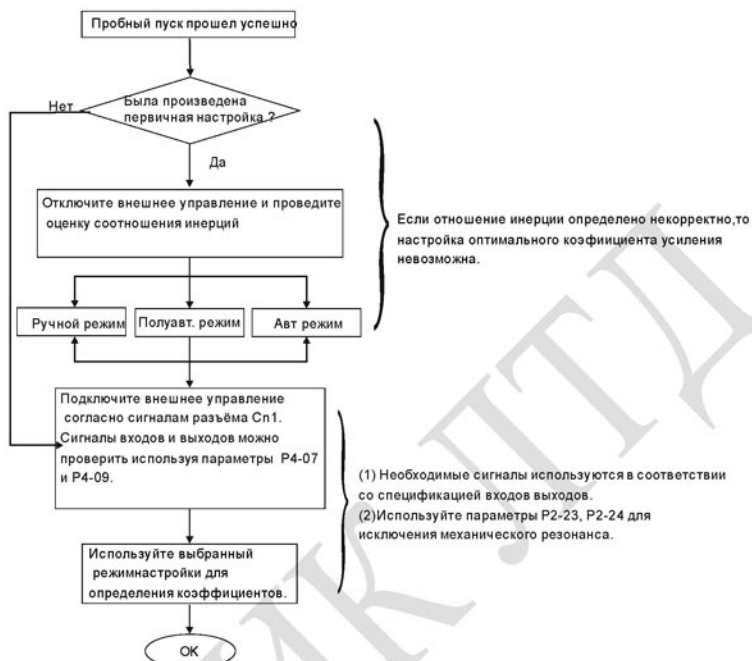 Пробный пуск прошел успешно
Нет
Была произведена
первичная настройка ?
Да
Отключите внешнее управление и проведите
оценку соотношения инерций
Если отношение инерции определено некорректно,то
настройка оптимального коэфиициента усиления
невозможна.
Ручной режим
Полуавт. режим
Авт режим
Подключите внешнее управление
согласно сигналам разъёма Cn1.
Сигналы входов и выходов можно
проверить используя параметры P4-07
и P4-09.
(1) Необходимые сигналы используются в соответствии
со спецификацией входов выходов.
(2)Используйте параметры P2-23, P2-24 для
исключения механического резонанса.
Используйте выбранный
режимнастройки для
определения коэффициентов.
OK
ИК ЛТД